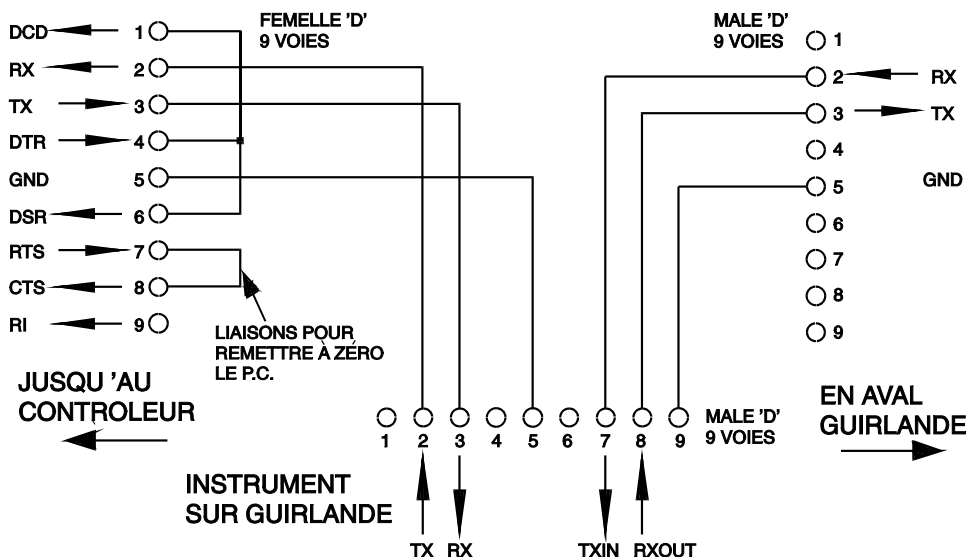 FEMELLE 'D'
9 VOIES
DCD 1
RX 2
TX 3
DTR 4
GND 5
DSR 6
RTS 7
CTS 8
RI 9
LIAISONS POUR
REMETTRE À ZÉRO
LE P.C.
JUSQU 'AU
CONTROLEUR
MALE 'D'
9 VOIES
1
2 RX
3 TX
4
5 GND
6
7
8
9
EN AVAL
GUIRLANDE
1 2 3 4 5 6 7 8 9
MALE 'D'
9 VOIES
INSTRUMENT
SUR GUIRLANDE
TX RX TXIN RXOUT